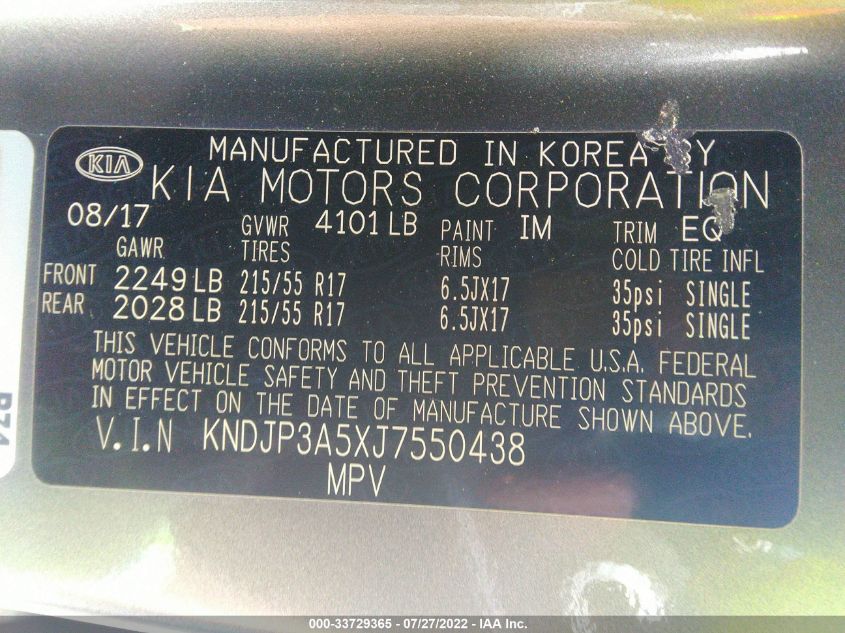 KIA MANUFACTURED IN KOREA BY
KIA MOTORS CORPORATION
08/17 GVWR 4101 LB PAINT IM TRIM EQ
GAWR TIRES RIMS COLD TIRE INFL
FRONT 2249 LB 215/55 R17 6.5JX17 35psi SINGLE
REAR 2028 LB 215/55 R17 6.5JX17 35psi SINGLE
THIS VEHICLE CONFORMS TO ALL APPLICABLE U.S.A. FEDERAL
MOTOR VEHICLE SAFETY AND THEFT PREVENTION STANDARDS
IN EFFECT ON THE DATE OF MANUFACTURE SHOWN ABOVE.
V.I.N KNDJP3A5XJ7550438
MPV
000-33729365 - 07/27/2022 - IAA Inc.